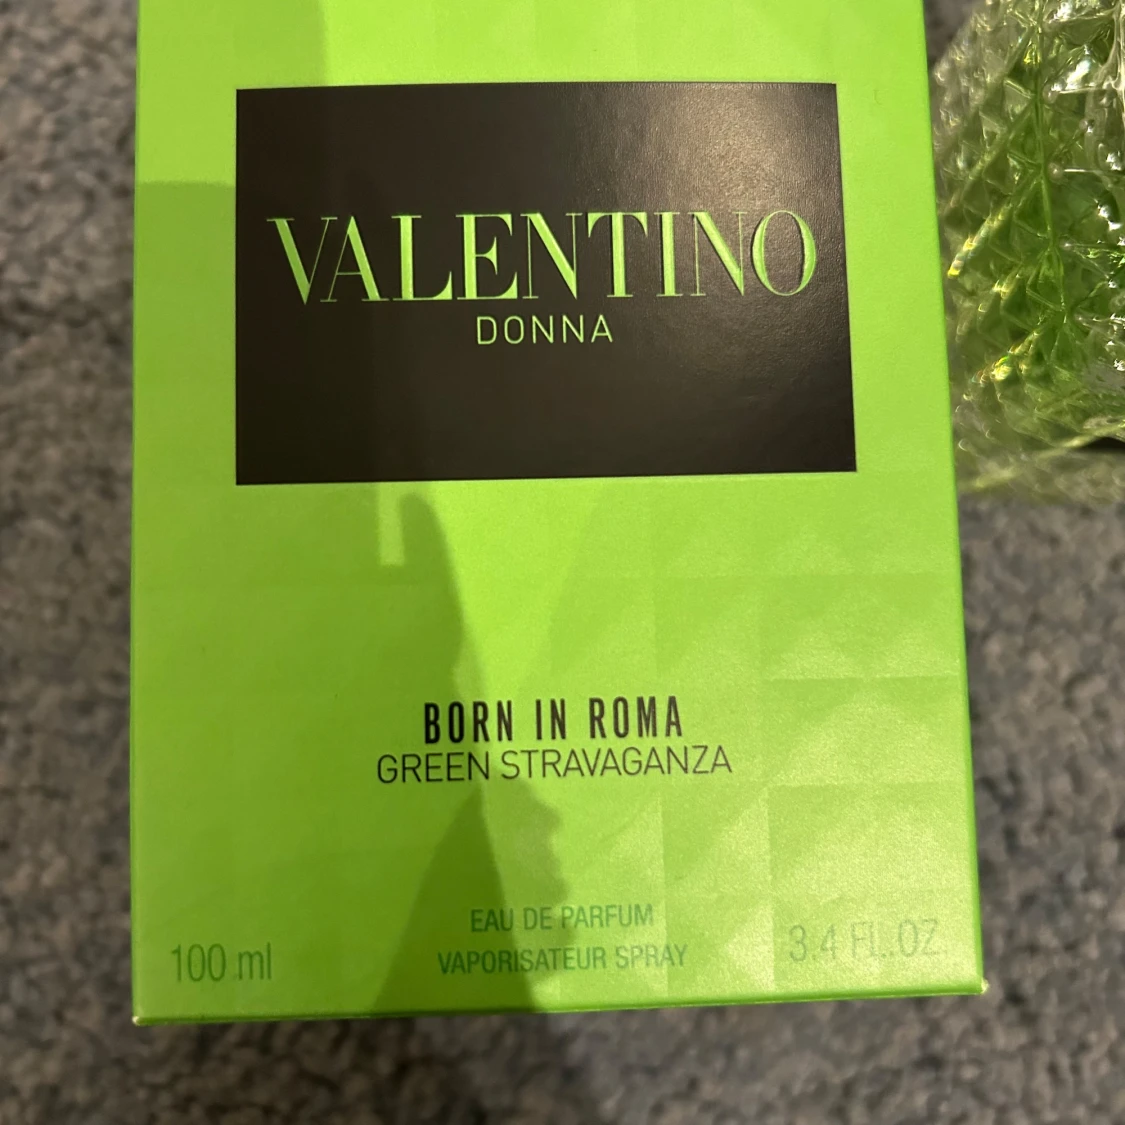 VALENTINO
DONNA
BORN IN ROMA
GREEN STRAVAGANZA
EAU DE PARFUM
VAPORISATEUR SPRAY
100 ml
3.4 FL.OZ.